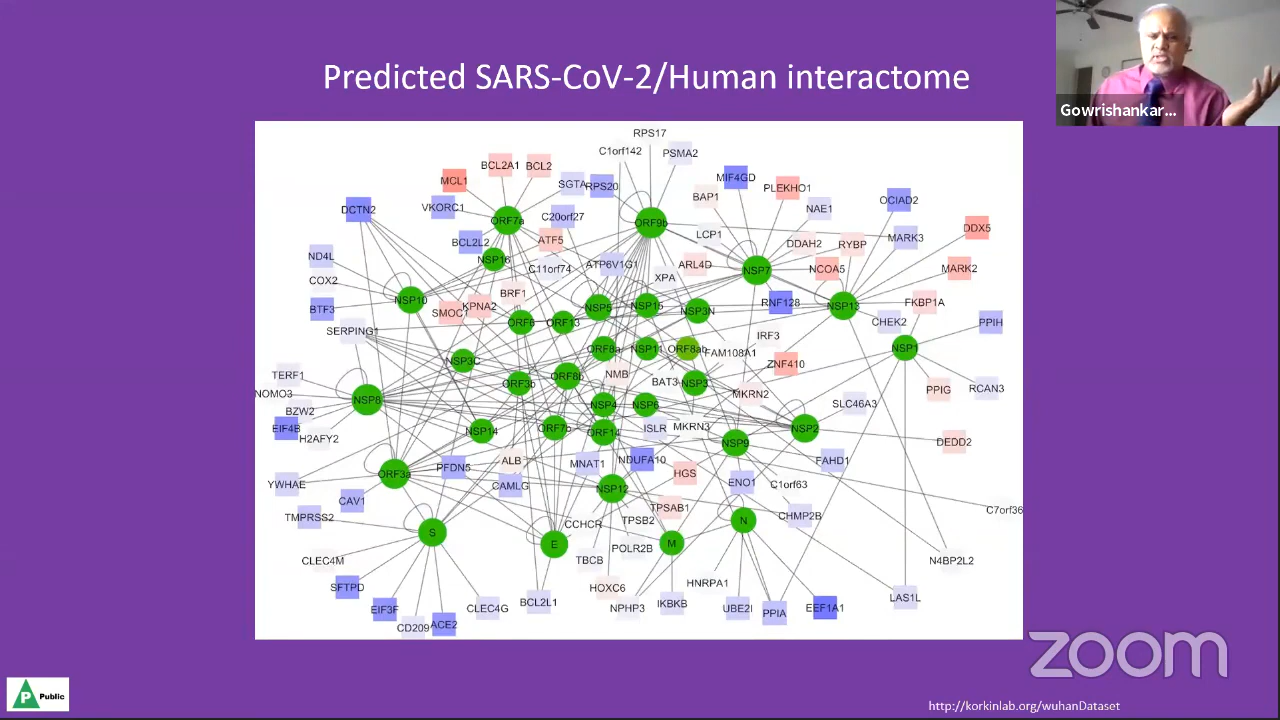 Predicted SARS-CoV-2/Human interactome
Gowrishankar...
RPS17
C1orf142
PSMA2
BCL2A1
BCL2
MCL1
SGTA
RPS20
MIF4GD
PLEKHO1
BAP1
OCIAD2
DCTN2
VKORC1
ORF7a
C20orf27
ORF9b
NAE1
DDX5
LCP1
MARK3
BCL2L2
ATF5
DDAH2
RYBP
ND4L
NSP16
C11orf74
ATP6V1G1
XPA
ARL4D
NSP7
NCOA5
MARK2
COX2
BRF1
NSP10
KPNA2
SMOC1
NSP5
NSP15
NSP3N
RNF128
NSP13
FKBP1A
BTF3
SERPING1
ORF6
ORF13
CHEK2
PPIH
IRF3
NSP3C
ORF8a
NSP11
ORF8ab
FAM108A1
NSP1
ZNF410
TERF1
ORF3b
ORF8b
NMB
BAT3
NSP3
NOMO3
NSP8
MKRN2
PPIG
RCAN3
BZW2
NSP4
NSP6
SLC46A3
EIF4B
H2AFY2
NSP14
ORF7b
ORF14
ISLR
MKRN3
NSP9
NSP2
DEDD2
ORF3a
PFDN5
ALB
MNAT1
NDUFA10
HGS
FAHD1
YWHAE
CAMLG
NSP12
ENO1
C1orf63
CAV1
TPSAB1
C7orf36
TMPRSS2
S
CCHCR
TPSB2
N
CHMP2B
E
POLR2B
M
CLEC4M
TBCB
N4BP2L2
SFTPD
HOXC6
HNRPA1
LAS1L
EIF3F
CLEC4G
BCL2L1
NPHP3
IKBKB
UBE2I
PPIA
EEF1A1
CD209
ACE2
zoom
P Public
http://korkinlab.org/wuhanDataset